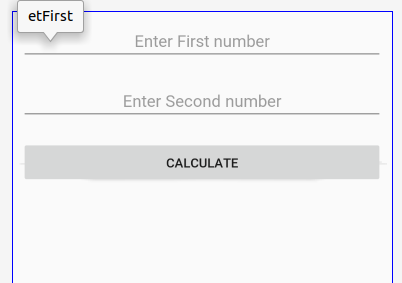 etFirst
Enter First number
Enter Second number
CALCULATE